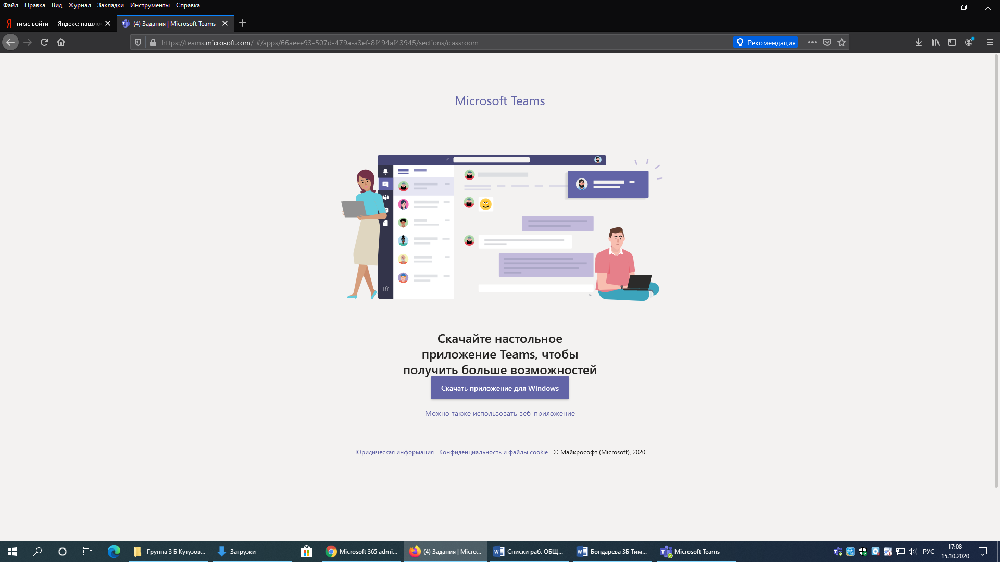 Файл Правка Вид Журнал Закладки Инструменты Справка
тимс войти — Яндекс: нашло
(4) Задания | Microsoft Teams
https://teams.microsoft.com/_#/apps/66aeee93-507d-479a-a3ef-8f494af43945/sections/classroom
Рекомендация
Microsoft Teams
Скачайте настольное
приложение Teams, чтобы
получить больше возможностей
Скачать приложение для Windows
Можно также использовать веб-приложение
Юридическая информация Конфиденциальность и файлы cookie © Майкрософт (Microsoft), 2020
Группа 3 Б Кутузов... Загрузки Microsoft 365 admi... (4) Задания | Micro... Списки раб. ОБЩ... Бондарева 3Б Тим... Microsoft Teams РУС
17:08
15.10.2020